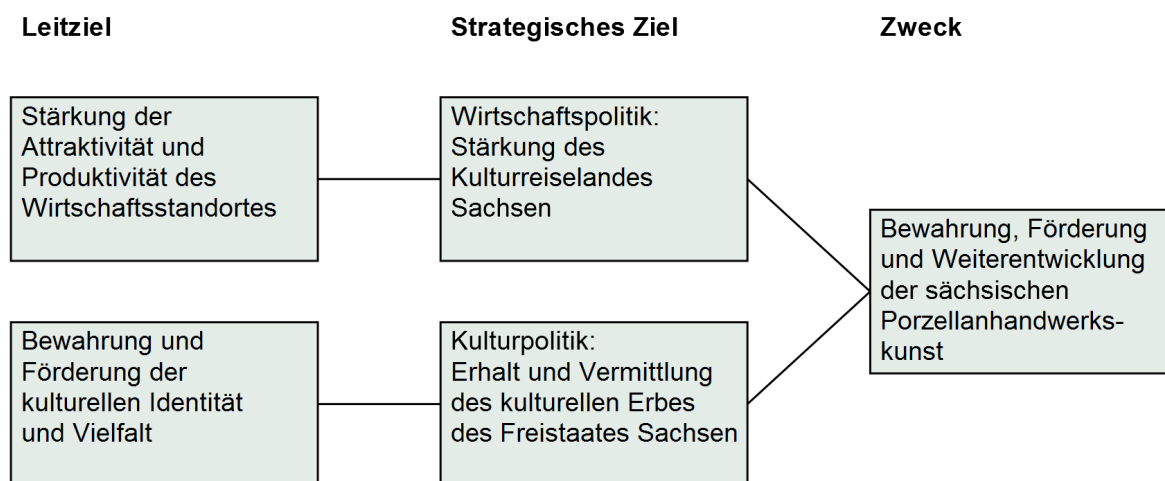 Leitziel
Strategisches Ziel
Zweck
Stärkung der
Attraktivität und
Produktivität des
Wirtschaftsstandortes
Wirtschaftspolitik:
Stärkung des
Kulturreiselandes
Sachsen
Bewahrung, Förderung
und Weiterentwicklung
der sächsischen
Porzellanhandwerks-
kunst
Bewahrung und
Förderung der
kulturellen Identität
und Vielfalt
Kulturpolitik:
Erhalt und Vermittlung
des kulturellen Erbes
des Freistaates Sachsen